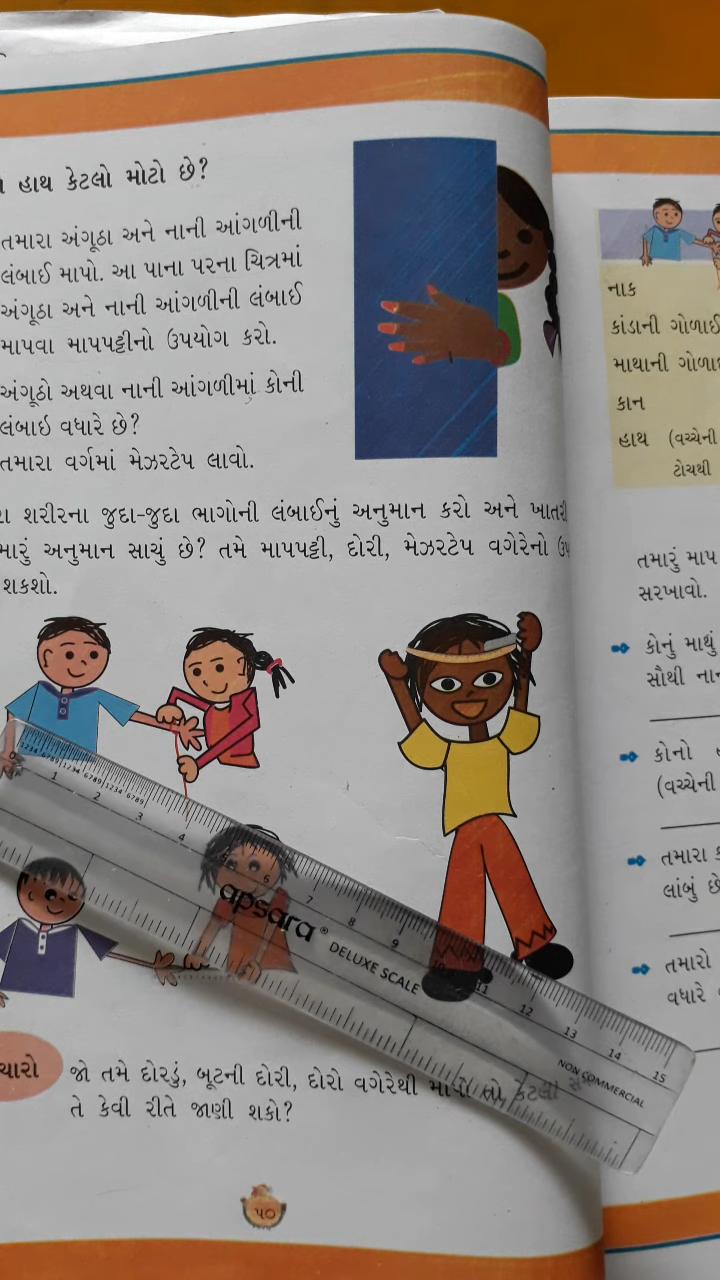 હાથ કેટલો મોટો છે?
તમારા અંગૂઠા અને નાની આંગળીની
લંબાઈ માપો. આ પાના પરના ચિત્રમાં
અંગૂઠા અને નાની આંગળીની લંબાઈ
માપવા માપપટ્ટીનો ઉપયોગ કરો.
અંગૂઠો અથવા નાની આંગળીમાં કોની
લંબાઇ વધારે છે?
તમારા વર્ગમાં મેઝરટેપ લાવો.
શરીરના જુદા-જુદા ભાગોની લંબાઈનું અનુમાન કરો અને ખાતરી
અનુમાન સાચું છે? તમે માપપટ્ટી, દોરી, મેઝરટેપ વગેરેનો
શકશો.
1 2 3 4 5 6 7 8 9 10 11 12 13 14 15
apsara® DELUXE SCALE
NON COMMERCIAL
જો તમે દોરડું, બૂટની દોરી, દોરો વગેરેથી માપો તો, કેટલા
તે કેવી રીતે જાણી શકો?
૫૦
નાક
કાંડાની
માથાની
કાન
હાથ (વચ્ચેની
ટોચથી
તમારું માપ
સરખાવો.
કોનું માથું
સૌથી
કોનો
(વચ્ચેની
તમારા
લાંબું
તમારો
વધારે